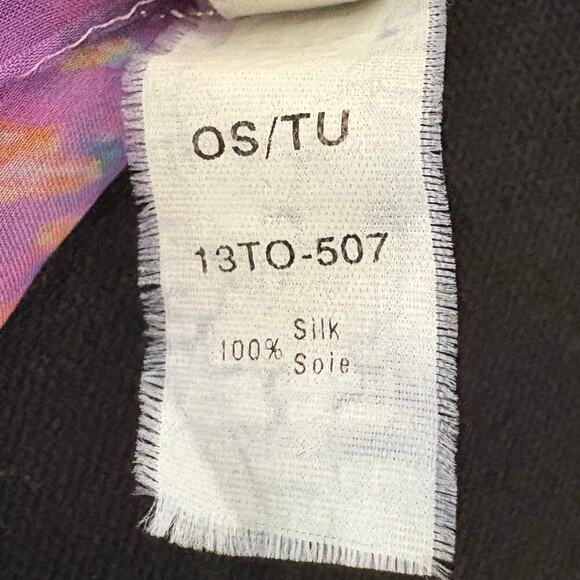 OS/TU
13TO-507
100% Silk
Soie